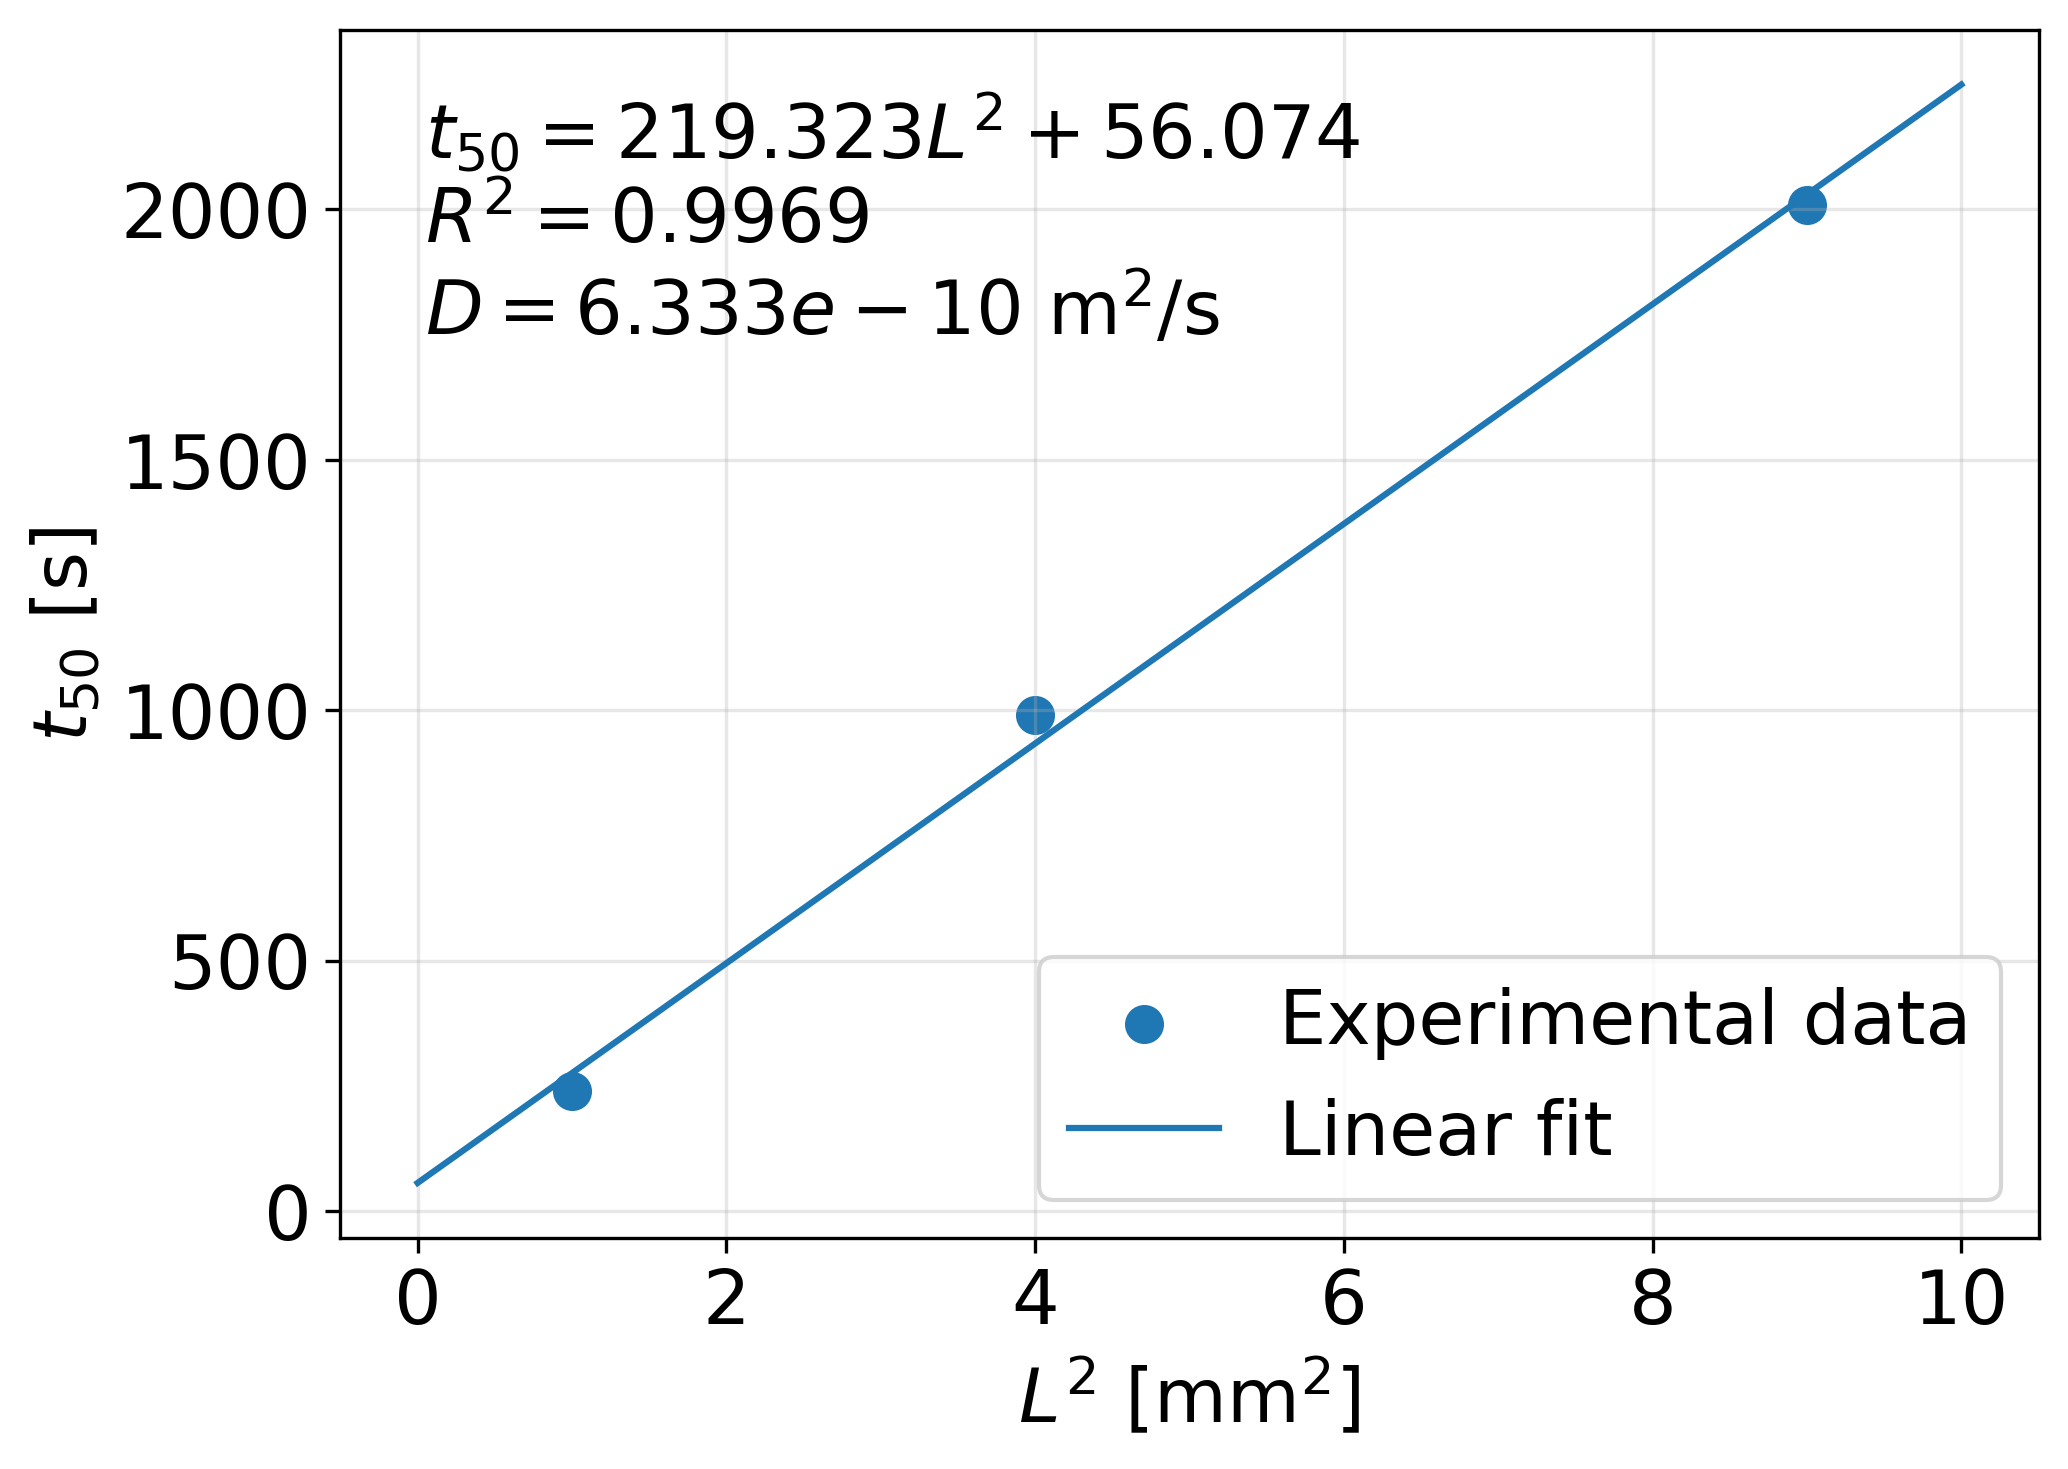 t₅₀ = 219.323L² + 56.074
R² = 0.9969
D = 6.333e − 10 m²/s
2000
1500
1000
500
0
t₅₀ [s]
Experimental data
Linear fit
0 2 4 6 8 10
L² [mm²]